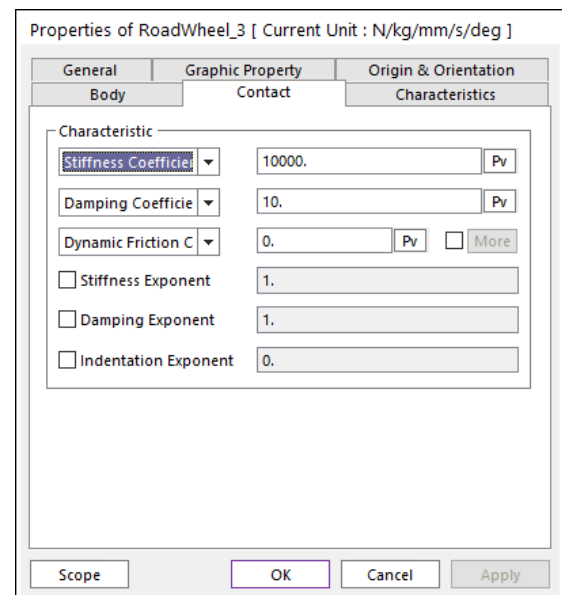 Properties of RoadWheel_3 [ Current Unit : N/kg/mm/s/deg ]
General Graphic Property Origin & Orientation
Body Contact Characteristics
Characteristic
Stiffness Coefficie 10000. Pv
Damping Coefficie 10. Pv
Dynamic Friction C 0. Pv More
Stiffness Exponent 1.
Damping Exponent 1.
Indentation Exponent 0.
Scope OK Cancel Apply